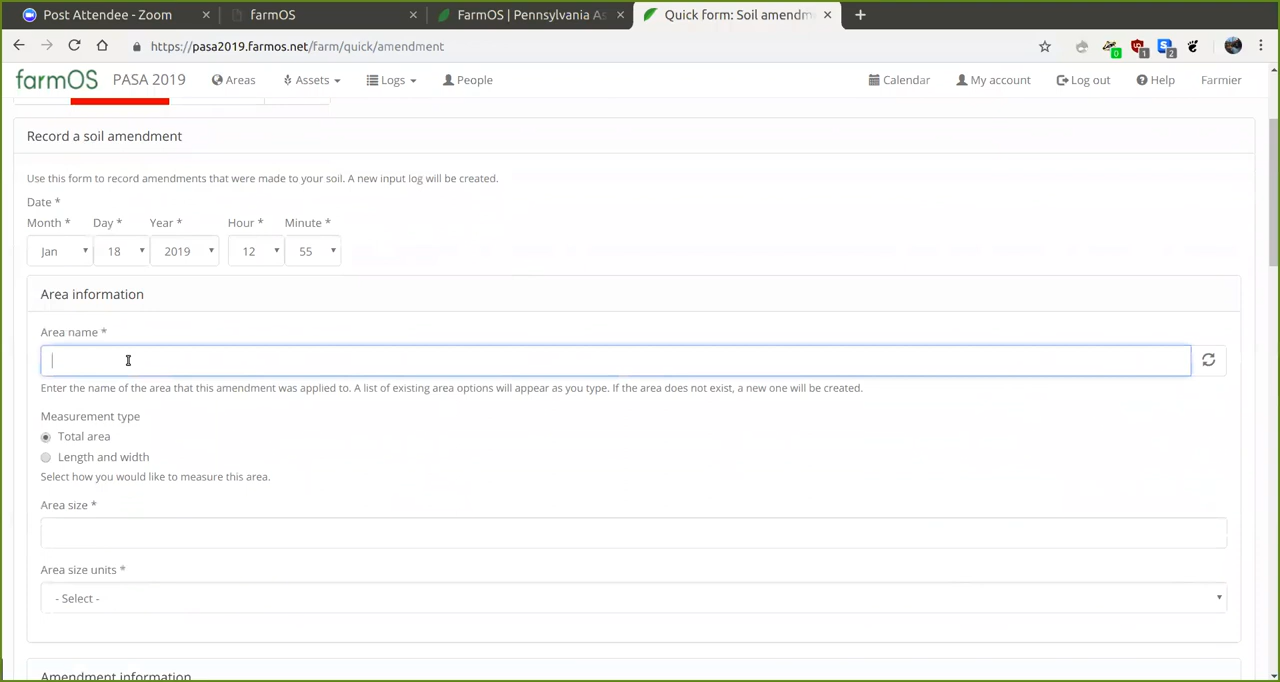 Post Attendee - Zoom
farmOS
FarmOS | Pennsylvania As
Quick form: Soil amendm
https://pasa2019.farmos.net/farm/quick/amendment
0
1
2
farmOS PASA 2019 Areas Assets Logs People Calendar My account Log out Help Farmier
Record a soil amendment
Use this form to record amendments that were made to your soil. A new input log will be created.
Date *
Month * Day * Year * Hour * Minute *
Jan 18 2019 12 55
Area information
Area name *
Enter the name of the area that this amendment was applied to. A list of existing area options will appear as you type. If the area does not exist, a new one will be created.
Measurement type
Total area
Length and width
Select how you would like to measure this area.
Area size *
Area size units *
- Select -
Amendment information